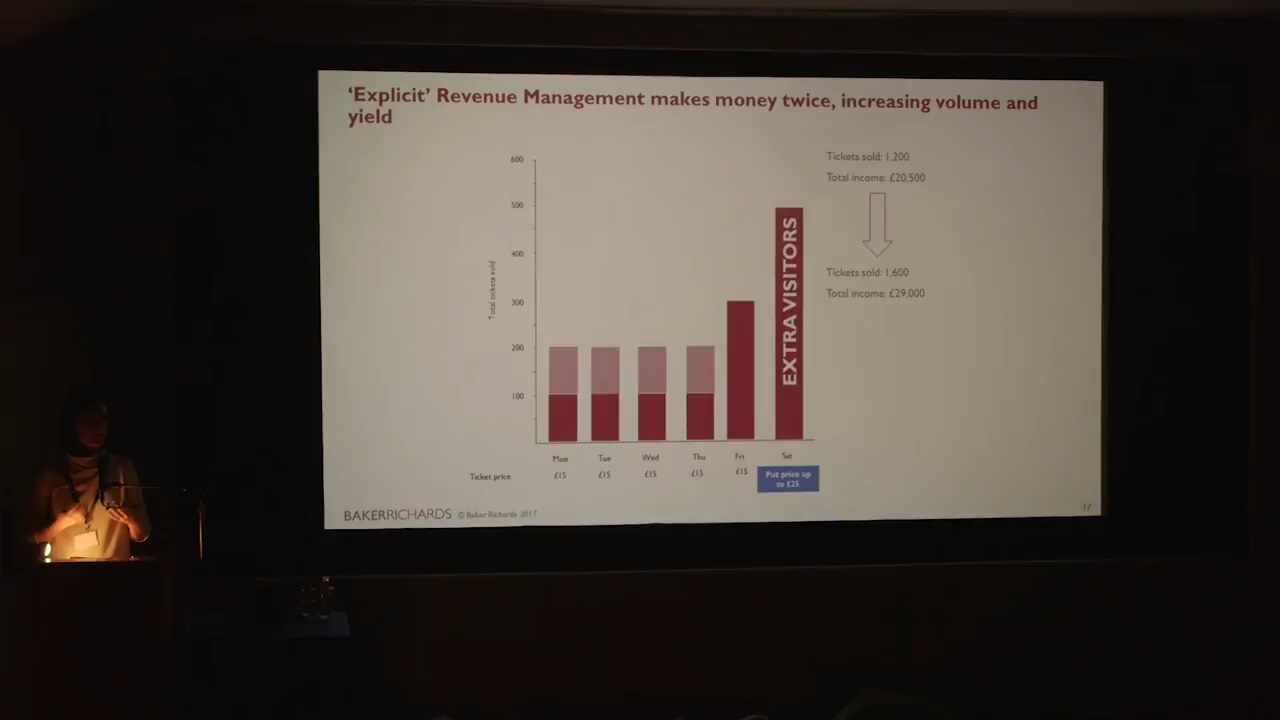 ‘Explicit’ Revenue Management makes money twice, increasing volume and
yield
Tickets sold: 1,200
Total income: £20,500
Tickets sold: 1,600
Total income: £29,000
600
500
400
300
200
100
Total tickets sold
EXTRA VISITORS
Mon Tue Wed Thu Fri Sat
Ticket price £15 £15 £15 £15 £15
Put price up
to £25
BAKERRICHARDS © Baker Richards 2017
17